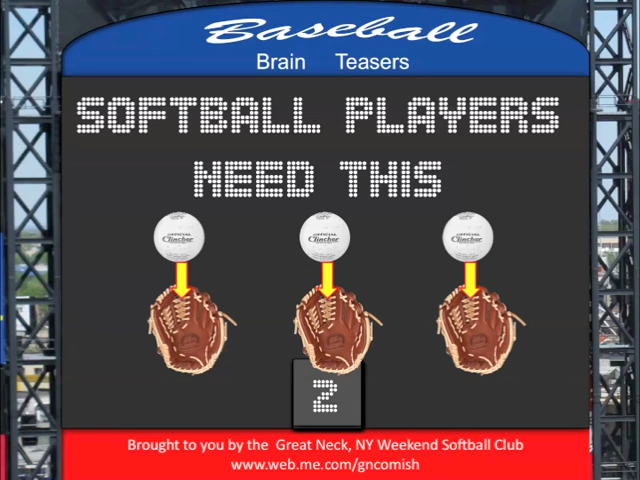 Baseball
Brain Teasers
SOFTBALL PLAYERS
NEED THIS
OFFICIAL Clincher
OFFICIAL Clincher
OFFICIAL Clincher
2
Brought to you by the Great Neck, NY Weekend Softball Club
www.web.me.com/gncomish